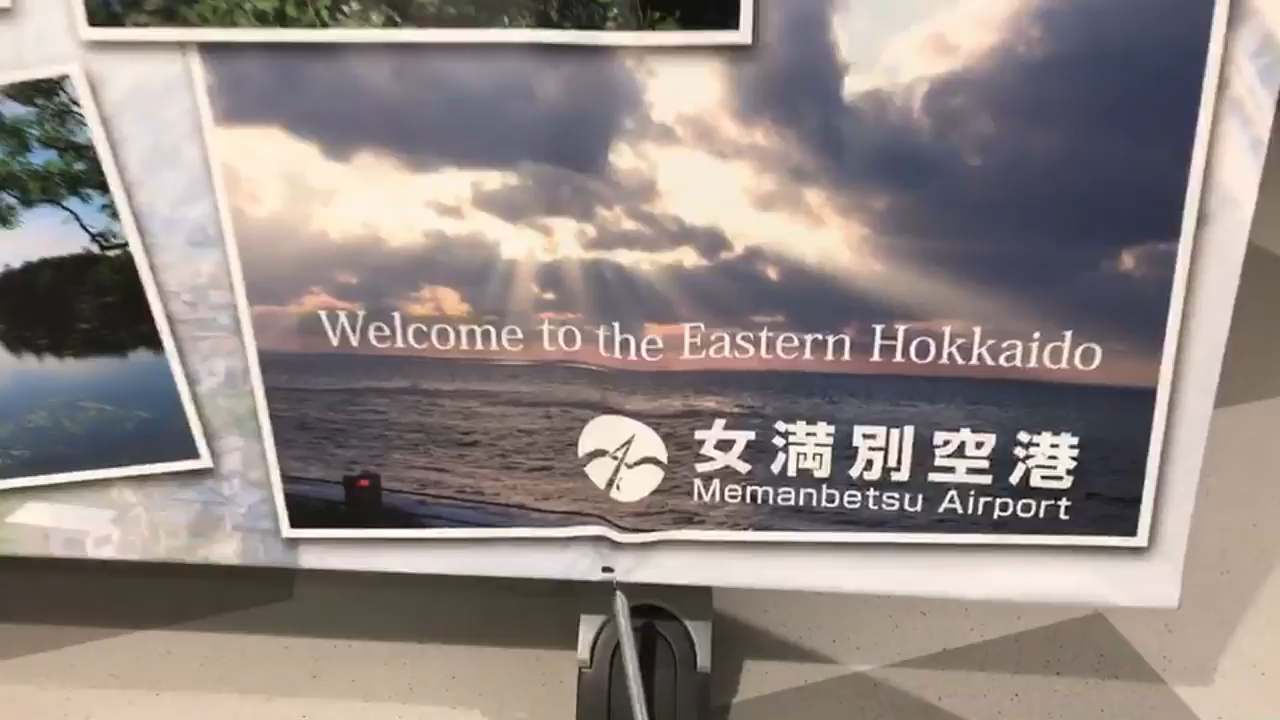 Welcome to the Eastern Hokkaido
女満別空港
Memanbetsu Airport